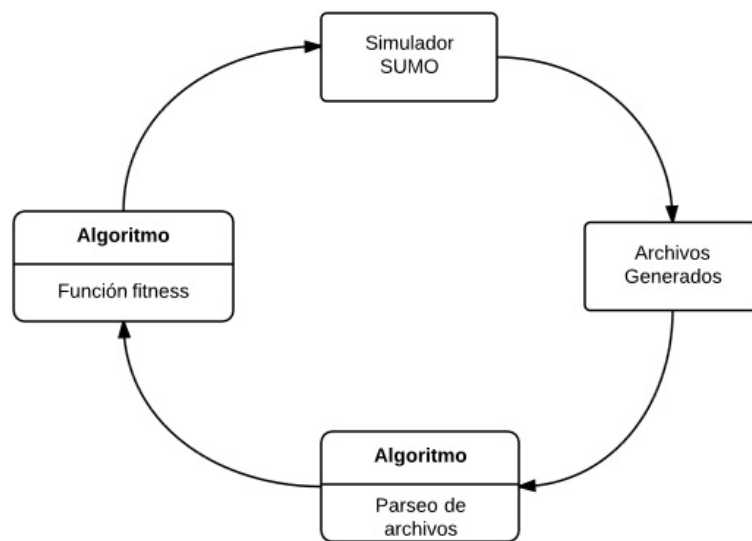 Simulador
SUMO
Algoritmo
Función fitness
Archivos
Generados
Algoritmo
Parseo de
archivos